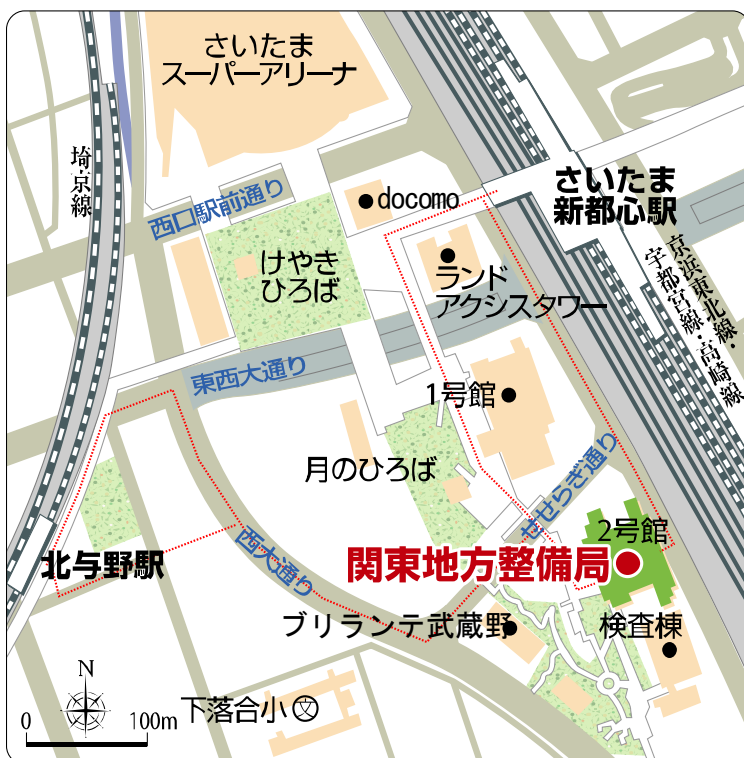 さいたま
スーパーアリーナ
埼京線
西口駅前通り
docomo
さいたま
新都心駅
けやき
ひろば
ランド
アクシスタワー
京浜東北線・
宇都宮線・高崎線
東西大通り
1号館
月のひろば
せせらぎ通り
2号館
北与野駅
西大通り
関東地方整備局
ブリランテ武蔵野
検査棟
N
0 100m
下落合小
文